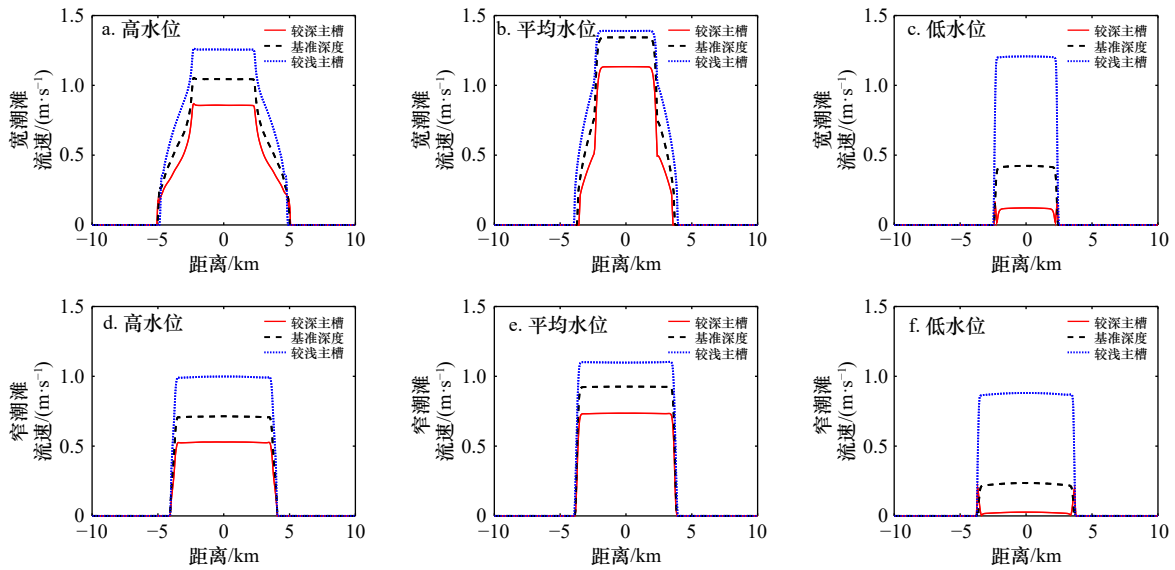 1.5
1.0
0.5
0
宽潮滩
流速/(m·s⁻¹)
a. 高水位
较深主槽
基准深度
较浅主槽
−10
−5
0
5
10
距离/km
1.5
1.0
0.5
0
宽潮滩
流速/(m·s⁻¹)
b. 平均水位
较深主槽
基准深度
较浅主槽
−10
−5
0
5
10
距离/km
1.5
1.0
0.5
0
宽潮滩
流速/(m·s⁻¹)
c. 低水位
较深主槽
基准深度
较浅主槽
−10
−5
0
5
10
距离/km
1.5
1.0
0.5
0
窄潮滩
流速/(m·s⁻¹)
d. 高水位
较深主槽
基准深度
较浅主槽
−10
−5
0
5
10
距离/km
1.5
1.0
0.5
0
窄潮滩
流速/(m·s⁻¹)
e. 平均水位
较深主槽
基准深度
较浅主槽
−10
−5
0
5
10
距离/km
1.5
1.0
0.5
0
窄潮滩
流速/(m·s⁻¹)
f. 低水位
较深主槽
基准深度
较浅主槽
−10
−5
0
5
10
距离/km